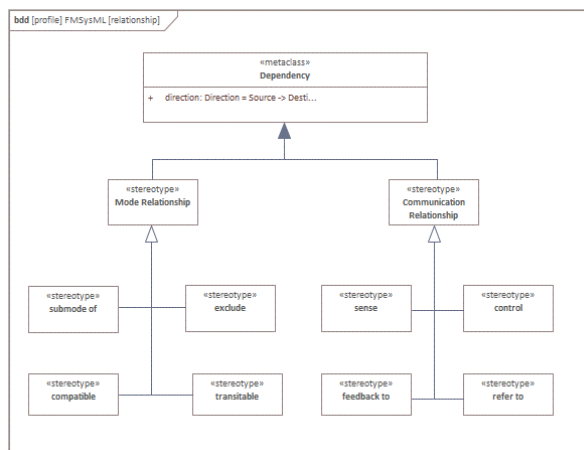 bdd [profile] FMSysML [relationship]
«metaclass»
Dependency
+ direction: Direction = Source -> Desti...
«stereotype»
Mode Relationship
«stereotype»
Communication
Relationship
«stereotype»
submode of
«stereotype»
exclude
«stereotype»
sense
«stereotype»
control
«stereotype»
compatible
«stereotype»
transitable
«stereotype»
feedback to
«stereotype»
refer to